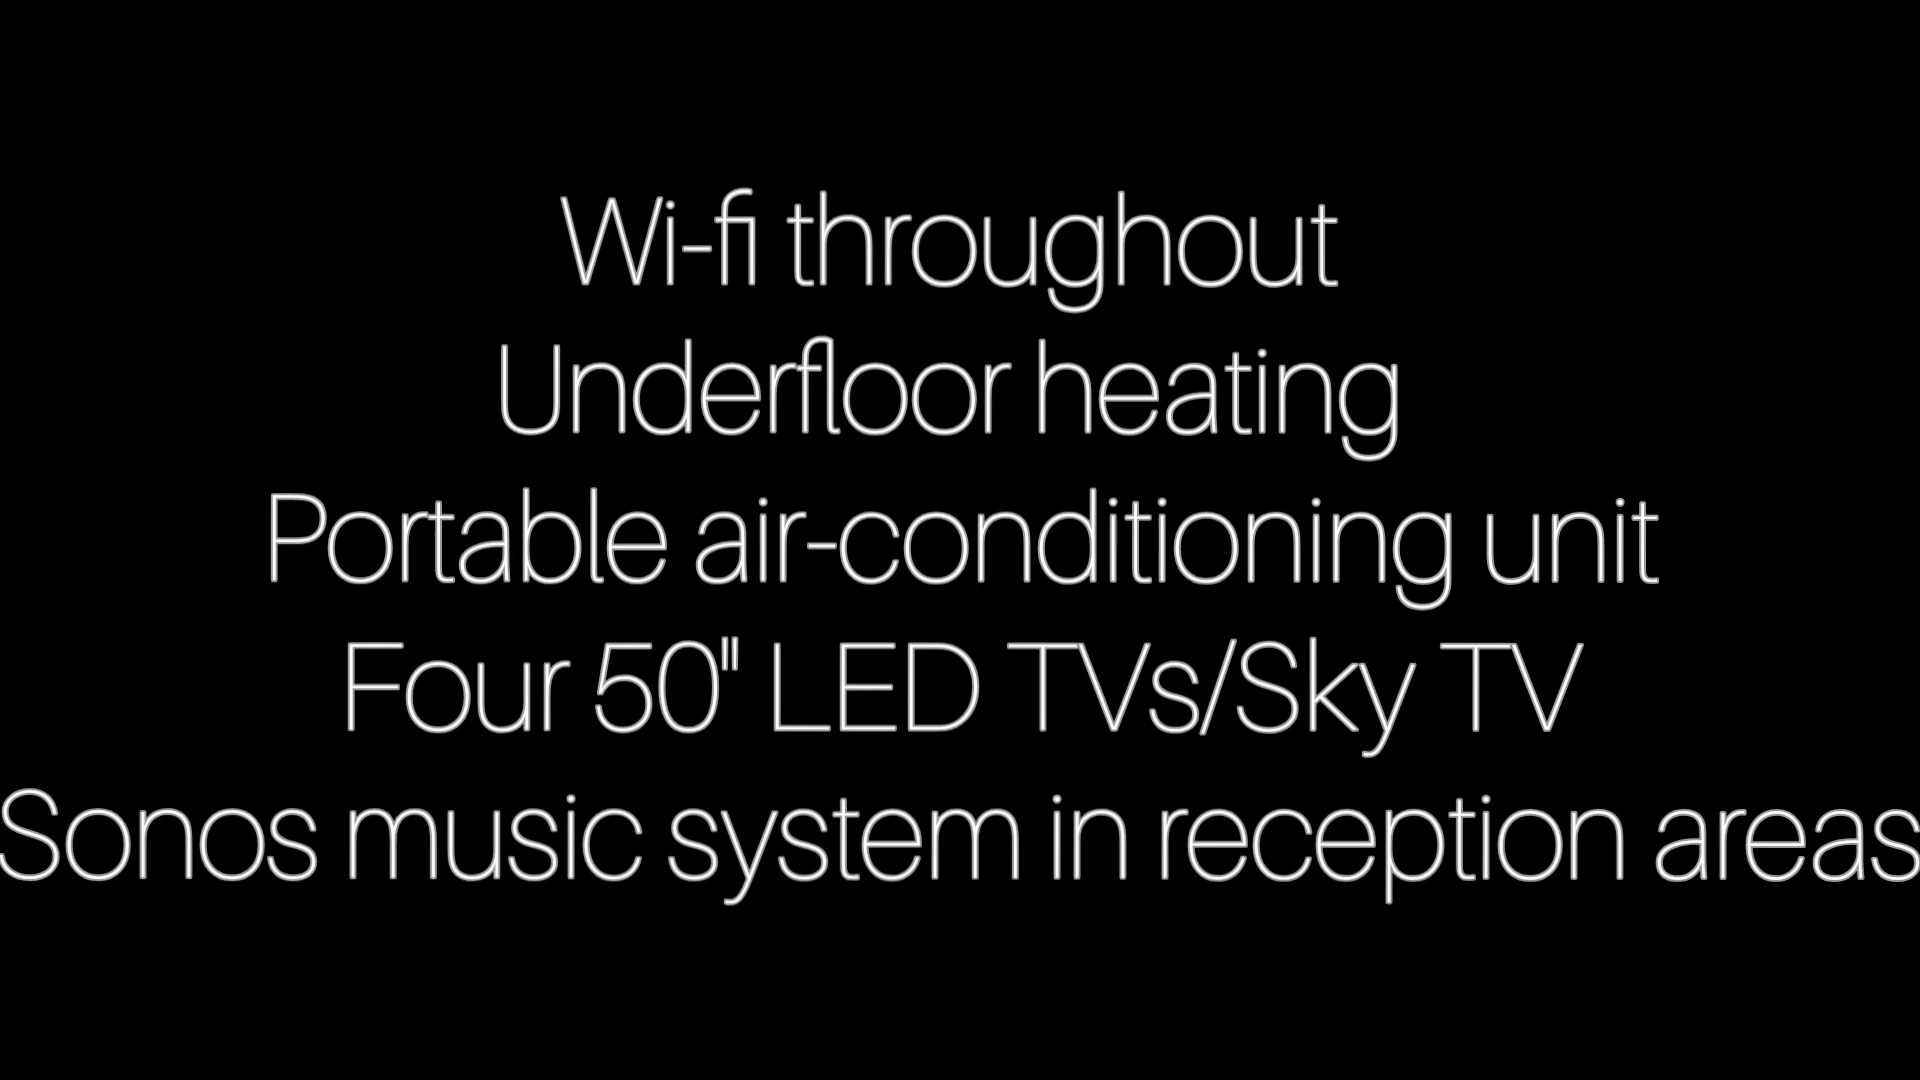 Wi-fi throughout
Underfloor heating
Portable air-conditioning unit
Four 50" LED TVs/Sky TV
Sonos music system in reception areas